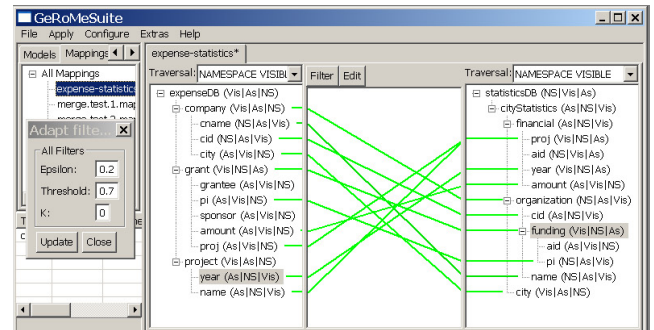 GeRoMeSuite
File Apply Configure Extras Help
Models Mappings
expense-statistics*
All Mappings
expense-statistics
merge.test.1.map
Adapt filte...
All Filters
Epsilon: 0.2
Threshold: 0.7
K: 0
Update Close
Traversal: NAMESPACE VISIBL
Filter Edit
Traversal: NAMESPACE VISIBLE
expenseDB (Vis|As|NS)
company (Vis|As|NS)
cname (NS|As|Vis)
cid (NS|As|Vis)
city (As|Vis|NS)
grant (Vis|As|NS)
grantee (As|Vis|NS)
pi (As|Vis|NS)
sponsor (As|Vis|NS)
amount (As|Vis|NS)
proj (As|Vis|NS)
project (Vis|As|NS)
year (As|NS|Vis)
name (As|NS|Vis)
statisticsDB (NS|Vis|As)
cityStatistics (As|NS|Vis)
financial (As|NS|Vis)
proj (Vis|NS|As)
aid (NS|Vis|As)
year (Vis|NS|As)
amount (As|NS|Vis)
organization (NS|As|Vis)
cid (As|NS|Vis)
funding (Vis|NS|As)
aid (As|Vis|NS)
pi (NS|As|Vis)
name (NS|As|Vis)
city (Vis|As|NS)